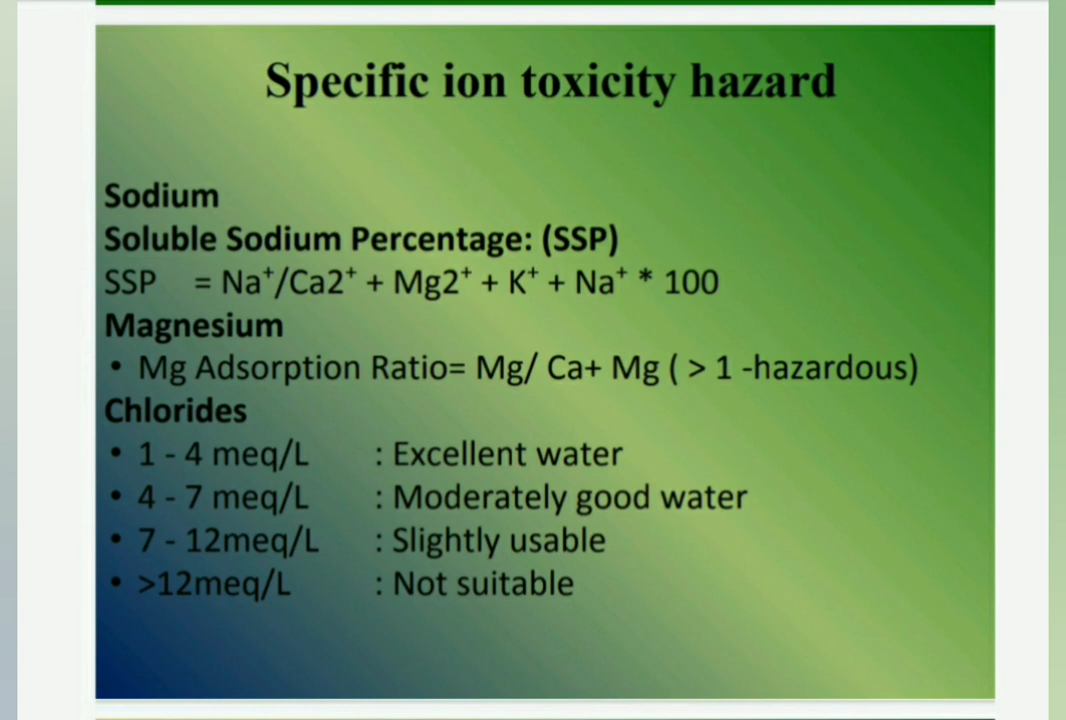 Specific ion toxicity hazard
Sodium
Soluble Sodium Percentage: (SSP)
SSP = Na⁺/Ca2⁺ + Mg2⁺ + K⁺ + Na⁺ * 100
Magnesium
• Mg Adsorption Ratio= Mg/ Ca+ Mg ( > 1 -hazardous)
Chlorides
• 1 - 4 meq/L : Excellent water
• 4 - 7 meq/L : Moderately good water
• 7 - 12meq/L : Slightly usable
• >12meq/L : Not suitable